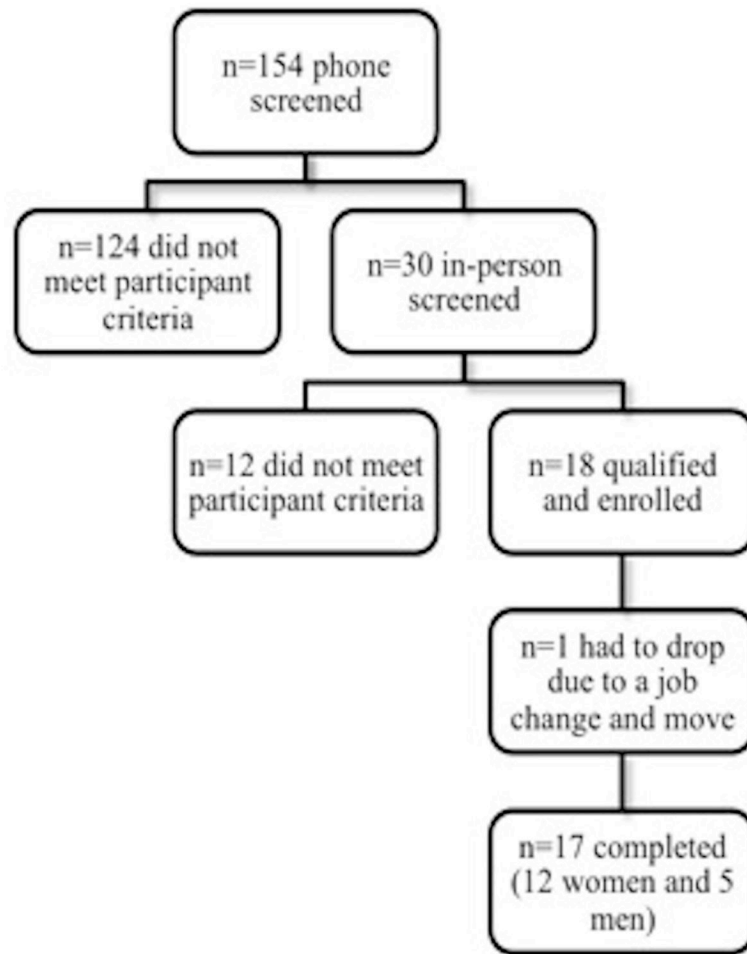 n=154 phone
screened
n=124 did not
meet participant
criteria
n=30 in-person
screened
n=12 did not meet
participant criteria
n=18 qualified
and enrolled
n=1 had to drop
due to a job
change and move
n=17 completed
(12 women and 5
men)